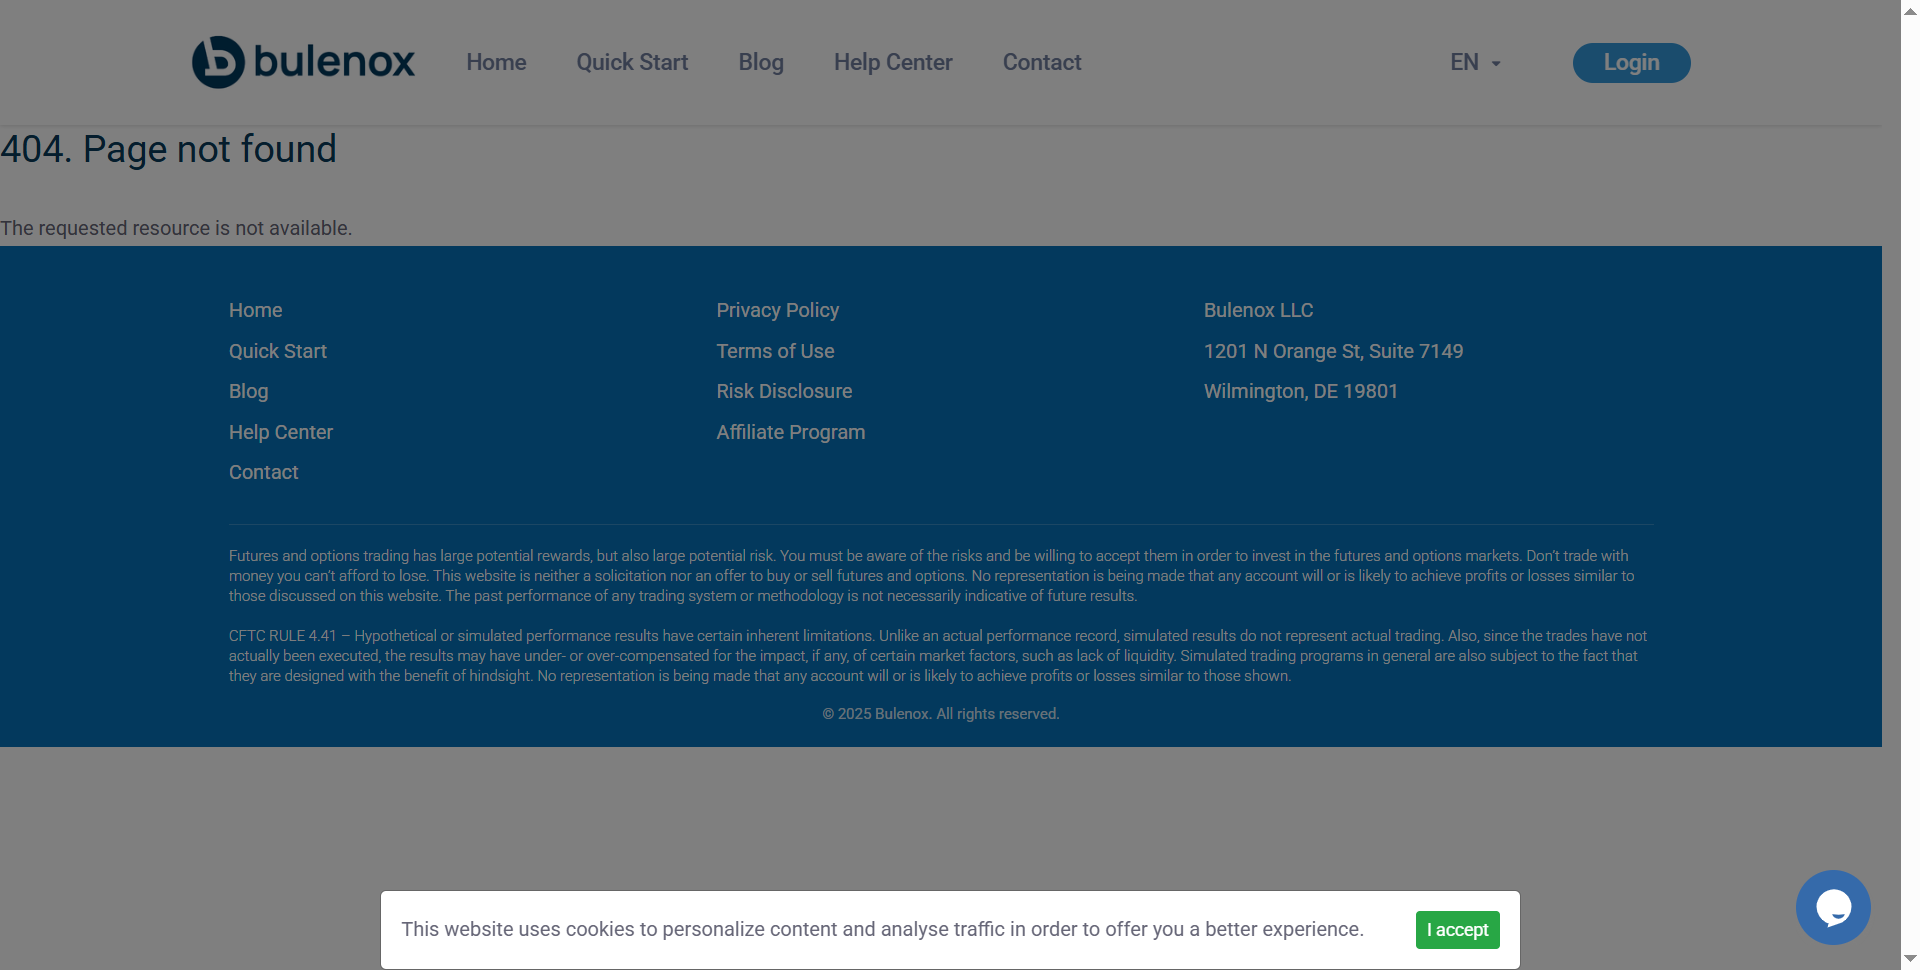 bulenox
Home
Quick Start
Blog
Help Center
Contact
EN
Login
404. Page not found
The requested resource is not available.
Home
Quick Start
Blog
Help Center
Contact
Privacy Policy
Terms of Use
Risk Disclosure
Affiliate Program
Bulenox LLC
1201 N Orange St, Suite 7149
Wilmington, DE 19801
Futures and options trading has large potential rewards, but also large potential risk. You must be aware of the risks and be willing to accept them in order to invest in the futures and options markets. Don't trade with
money you can't afford to lose. This website is neither a solicitation nor an offer to buy or sell futures and options. No representation is being made that any account will or is likely to achieve profits or losses similar to
those discussed on this website. The past performance of any trading system or methodology is not necessarily indicative of future results.
CFTC RULE 4.41 – Hypothetical or simulated performance results have certain inherent limitations. Unlike an actual performance record, simulated results do not represent actual trading. Also, since the trades have not
actually been executed, the results may have under- or over-compensated for the impact, if any, of certain market factors, such as lack of liquidity. Simulated trading programs in general are also subject to the fact that
they are designed with the benefit of hindsight. No representation is being made that any account will or is likely to achieve profits or losses similar to those shown.
© 2025 Bulenox. All rights reserved.
This website uses cookies to personalize content and analyse traffic in order to offer you a better experience.
I accept